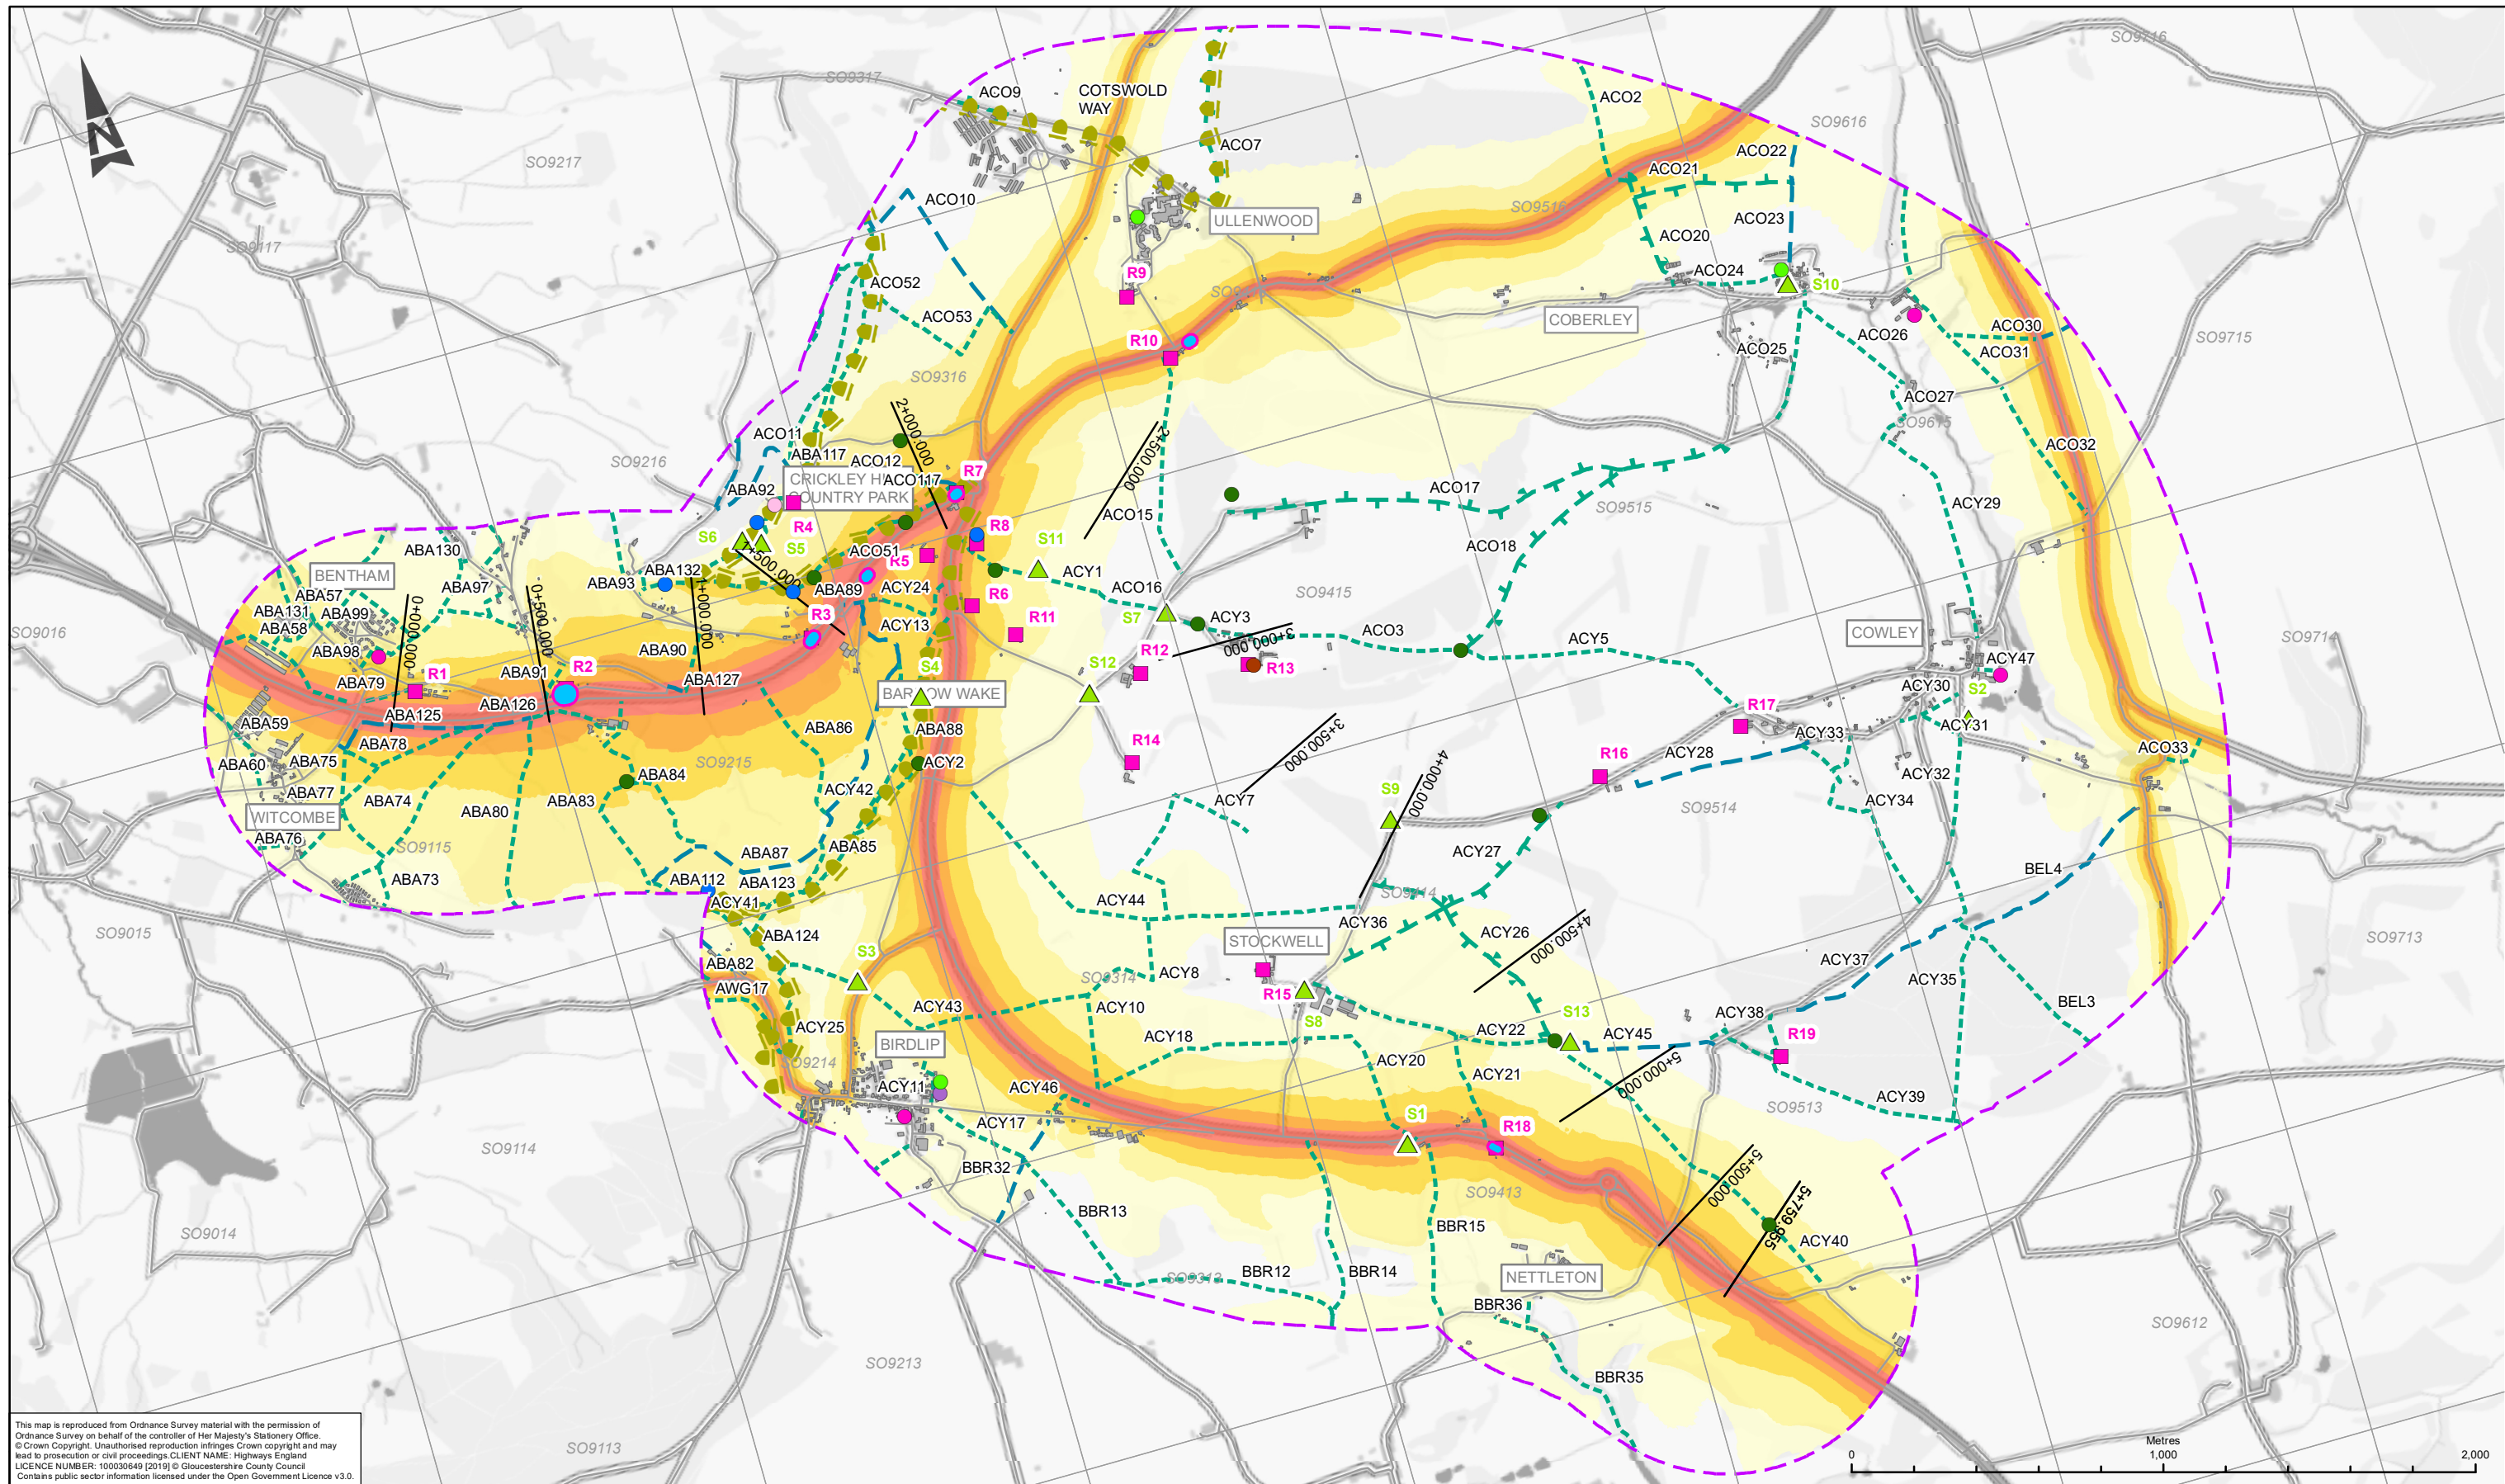 SO9716
SO9317
ACO9
COTSWOLD
WAY
ACO2
SO9616
SO9217
ACO7
ACO22
ACO21
ACO10
SO9516
ACO23
ULLENWOOD
SO9117
ACO20
R9
ACO24
S10
ACO52
SO9
COBERLEY
ACO53
ACO26
ACO30
SO9715
R10
ACO25
ACO31
SO9316
ACO27
2+000.000
SO9615
ACO11
2+500.000
ACO32
ABA117
ACO12
SO9216
R7
CRICKLEY H
COUNTRY PARK
ACO117
ABA92
ACO17
ACY29
SO9515
ACO15
R4
R8
S6
S5
S11
ACO18
BENTHAM
ABA130
1+500.000
ACO51
R5
ACY1
ABA132
ABA93
ABA97
ABA89
ACY24
ACO16
SO9415
ABA57
0+000.000
0+500.000
1+000.000
R6
ABA131
ABA99
R3
S7
ACY3
ABA58
ACY13
R11
ACO3
3+000.000
COWLEY
SO9016
SO9714
ABA98
ABA90
ACY5
S4
S12
R12
R13
ACY47
R1
ABA79
ABA91
R2
ABA127
BARROW WAKE
ACY30
S2
ABA125
ABA126
R17
ABA59
ABA86
ABA88
3+500.000
ACY31
ACY33
ABA78
ACO33
ABA60
ABA75
SO9215
ACY2
R14
R16
ACY28
ABA84
4+000.000
ACY32
ABA77
ABA74
ABA80
ABA83
ACY42
ACY7
S9
ACY34
WITCOMBE
SO9514
ABA76
SO9115
ABA87
ABA85
ACY27
BEL4
ABA73
ABA112
ABA123
SO9414
ACY41
ACY44
ACY36
4+500.000
SO9015
ABA124
STOCKWELL
ACY26
SO9713
S3
ABA82
ACY37
SO9314
ACY8
ACY35
AWG17
R15
ACY43
ACY10
BEL3
ACY38
ACY25
S8
S13
ACY18
ACY22
ACY45
R19
BIRDLIP
SO9214
ACY20
5+000.000
ACY11
ACY46
ACY21
ACY39
SO9513
S1
ACY17
R18
SO9114
BBR32
5+500.000
SO9413
5+759.955
BBR13
BBR15
SO9014
ACY40
BBR12
BBR14
SO9313
NETTLETON
BBR36
SO9612
SO9213
BBR35
This map is reproduced from Ordnance Survey material with the permission of
Ordnance Survey on behalf of the controller of Her Majesty's Stationery Office.
© Crown Copyright. Unauthorised reproduction infringes Crown copyright and may
lead to prosecution or civil proceedings.CLIENT NAME: Highways England
LICENCE NUMBER: 100030649 [2019] © Gloucestershire County Council
Contains public sector information licensed under the Open Government Licence v3.0.
SO9113
Metres
0
1,000
2,000
N